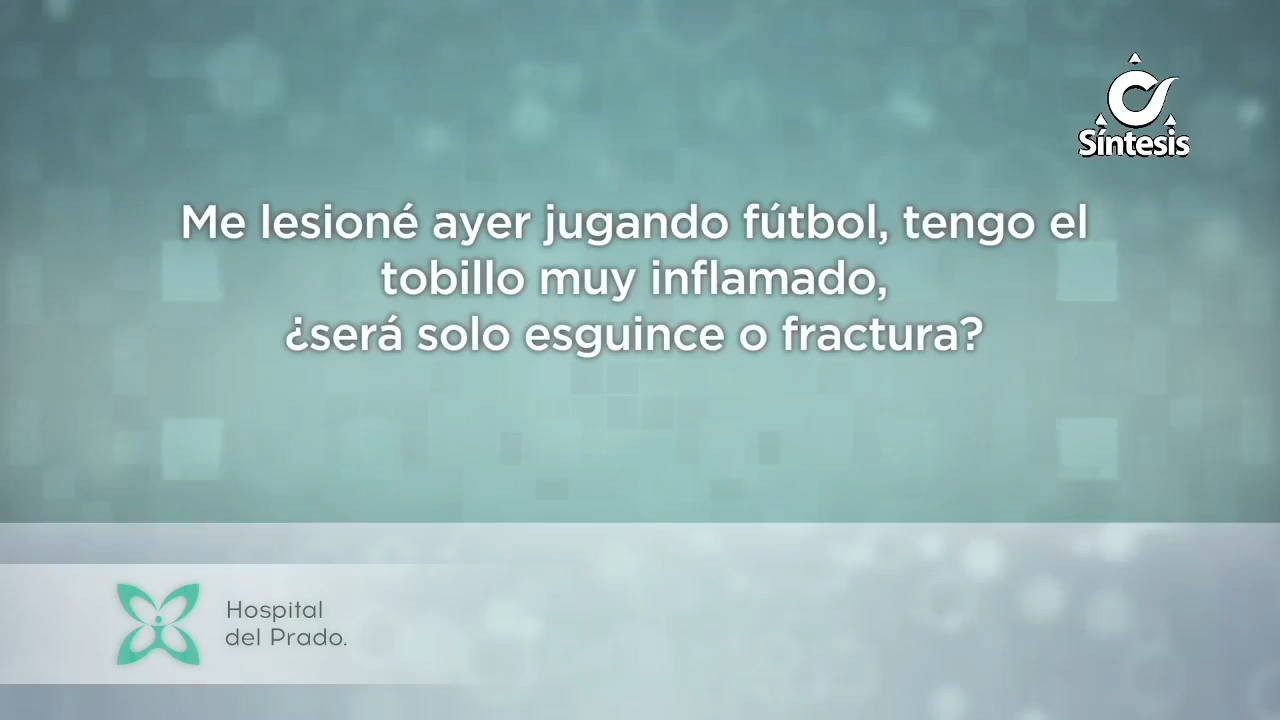 Síntesis
Me lesioné ayer jugando fútbol, tengo el
tobillo muy inflamado,
¿será solo esguince o fractura?
Hospital
del Prado.